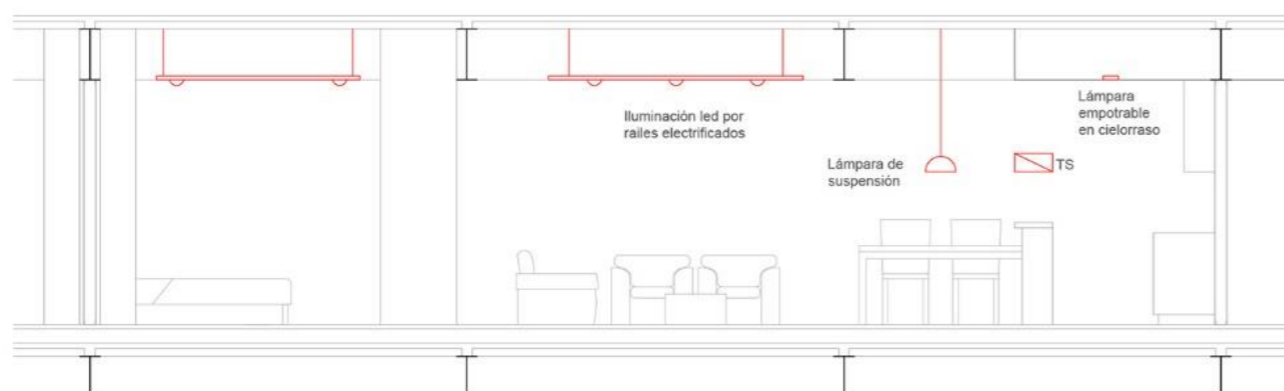 Iluminación led por
railes electrificados
Lámpara de
suspensión
TS
Lámpara
empotrable
en cielorraso